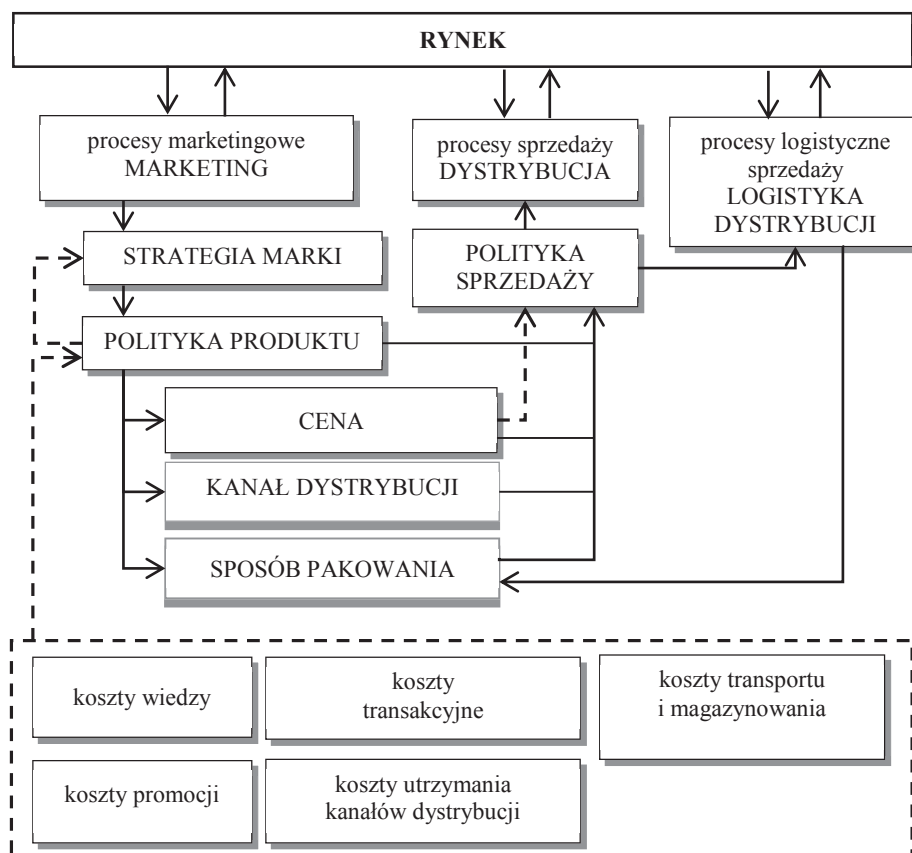 RYNEK
procesy marketingowe
MARKETING
procesy sprzedaży
DYSTRYBUCJA
procesy logistyczne
sprzedaży
LOGISTYKA
DYSTRYBUCJI
STRATEGIA MARKI
POLITYKA
SPRZEDAŻY
POLITYKA PRODUKTU
CENA
KANAŁ DYSTRYBUCJI
SPOSÓB PAKOWANIA
koszty wiedzy
koszty
transakcyjne
koszty transportu
i magazynowania
koszty promocji
koszty utrzymania
kanałów dystrybucji